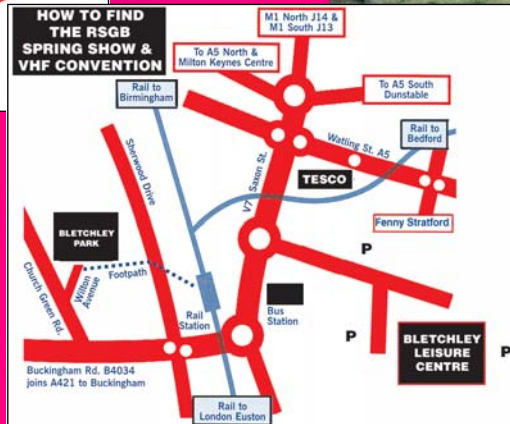 HOW TO FIND
THE RSGB
SPRING SHOW &
VHF CONVENTION
M1 North J14 &
M1 South J13
To A5 North &
Milton Keynes Centre
To A5 South
Dunstable
Rail to
Birmingham
Rail to
Bedford
Watling St. A5
Sherwood Drive
V7 Saxon St.
TESCO
Fenny Stratford
BLETCHLEY
PARK
P
Footpath
Wilton
Avenue
Church Green Rd.
Rail
Station
Bus
Station
P
BLETCHLEY
LEISURE
CENTRE
P
Buckingham Rd. B4034
joins A421 to Buckingham
Rail to
London Euston